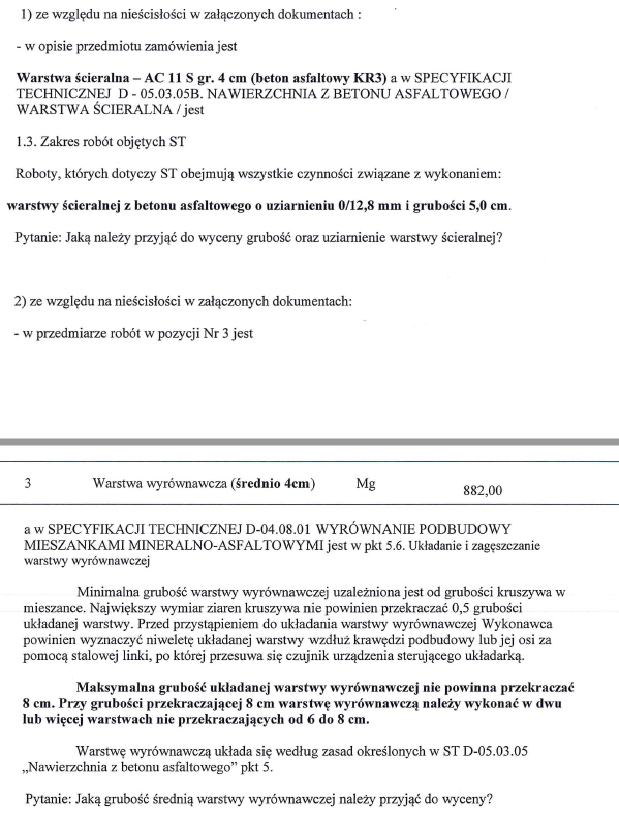 1) ze względu na nieścisłości w załączonych dokumentach :
- w opisie przedmiotu zamówienia jest
Warstwa ścieralna – AC 11 S gr. 4 cm (beton asfaltowy KR3) a w SPECYFIKACJI
TECHNICZNEJ D - 05.03.05B. NAWIERZCHNIA Z BETONU ASFALTOWEGO /
WARSTWA ŚCIERALNA / jest
1.3. Zakres robót objętych ST
Roboty, których dotyczy ST obejmują wszystkie czynności związane z wykonaniem:
warstwy ścieralnej z betonu asfaltowego o uziarnieniu 0/12,8 mm i grubości 5,0 cm.
Pytanie: Jaką należy przyjąć do wyceny grubość oraz uziarnienie warstwy ścieralnej?
2) ze względu na nieścisłości w załączonych dokumentach:
- w przedmiarze robót w pozycji Nr 3 jest
3 Warstwa wyrównawcza (średnio 4cm) Mg 882,00
a w SPECYFIKACJI TECHNICZNEJ D-04.08.01 WYRÓWNANIE PODBUDOWY
MIESZANKAMI MINERALNO-ASFALTOWYMI jest w pkt 5.6. Układanie i zagęszczanie
warstwy wyrównawczej
Minimalna grubość warstwy wyrównawczej uzależniona jest od grubości kruszywa w
mieszance. Największy wymiar ziaren kruszywa nie powinien przekraczać 0,5 grubości
układanej warstwy. Przed przystąpieniem do układania warstwy wyrównawczej Wykonawca
powinien wyznaczyć niweletę układanej warstwy wzdłuż krawędzi podbudowy lub jej osi za
pomocą stalowej linki, po której przesuwa się czujnik urządzenia sterującego układarką.
Maksymalna grubość układanej warstwy wyrównawczej nie powinna przekraczać
8 cm. Przy grubości przekraczającej 8 cm warstwę wyrównawczą należy wykonać w dwu
lub więcej warstwach nie przekraczających od 6 do 8 cm.
Warstwę wyrównawczą układa się według zasad określonych w ST D-05.03.05
„Nawierzchnia z betonu asfaltowego” pkt 5.
Pytanie: Jaką grubość średnią warstwy wyrównawczej należy przyjąć do wyceny?